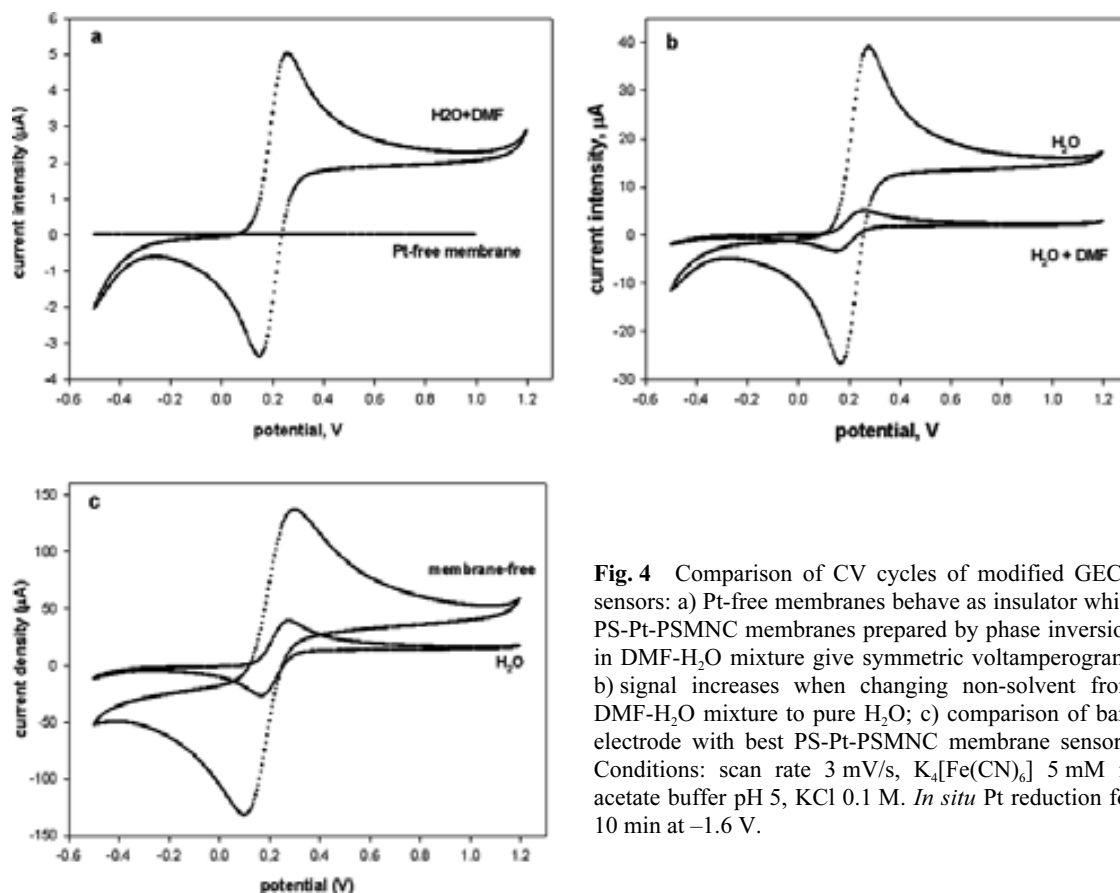 a
6
5
4
3
2
1
0
-1
-2
-3
-4
current intensity (µA)
H2O+DMF
Pt-free membrane
-0.6 -0.4 -0.2 0.0 0.2 0.4 0.6 0.8 1.0 1.2
potential, V
b
40
30
20
10
0
-10
-20
-30
current intensity, µA
H₂O
H₂O + DMF
-0.6 -0.4 -0.2 0.0 0.2 0.4 0.6 0.8 1.0 1.2
potential, V
c
150
100
50
0
-50
-100
-150
current density (µA)
membrane-free
H₂O
-0.6 -0.4 -0.2 0.0 0.2 0.4 0.6 0.8 1.0 1.2
potential (V)
Fig. 4 Comparison of CV cycles of modified GEC
sensors: a) Pt-free membranes behave as insulator whi
PS-Pt-PSMNC membranes prepared by phase inversio
in DMF-H₂O mixture give symmetric voltamperogram
b) signal increases when changing non-solvent fro
DMF-H₂O mixture to pure H₂O; c) comparison of bar
electrode with best PS-Pt-PSMNC membrane sensor
Conditions: scan rate 3 mV/s, K₄[Fe(CN)₆] 5 mM i
acetate buffer pH 5, KCl 0.1 M. In situ Pt reduction fo
10 min at –1.6 V.